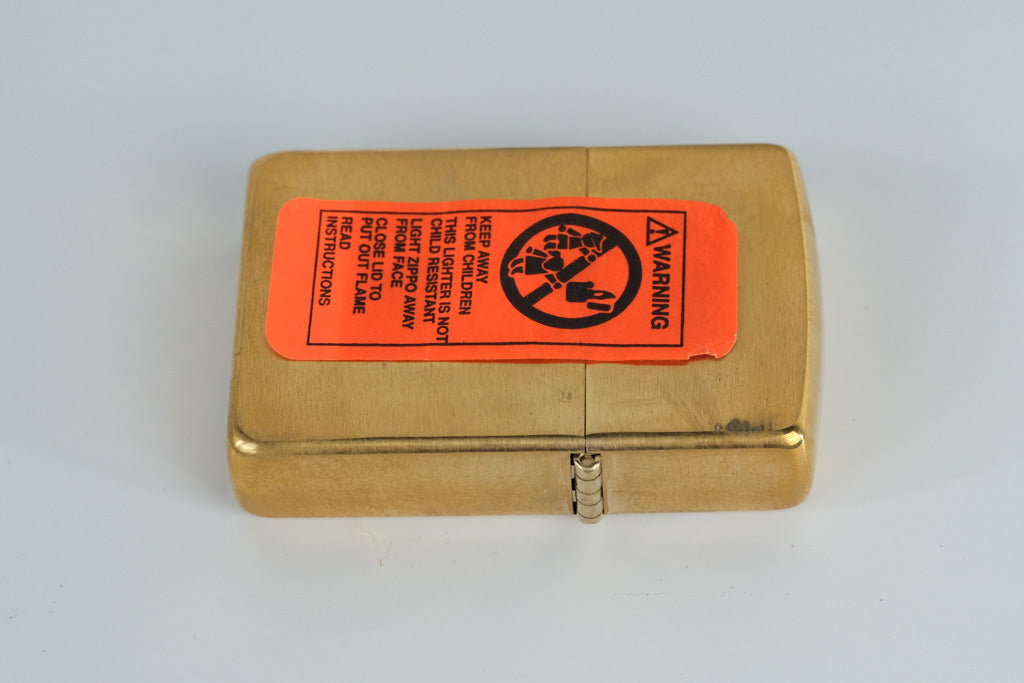 WARNING
KEEP AWAY
FROM CHILDREN
THIS LIGHTER IS NOT
CHILD RESISTANT
LIGHT ZIPPO AWAY
FROM FACE
CLOSE LID TO
PUT OUT FLAME
READ
INSTRUCTIONS